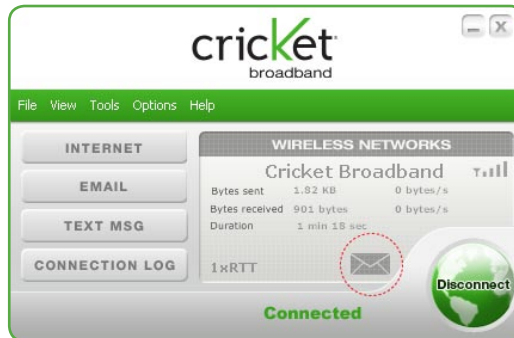 cricket
broadband
File View Tools Options Help
INTERNET
EMAIL
TEXT MSG
CONNECTION LOG
WIRELESS NETWORKS
Cricket Broadband
Bytes sent 1.82 KB 0 bytes/s
Bytes received 901 bytes 0 bytes/s
Duration 1 min 18 sec
1xRTT
Disconnect
Connected